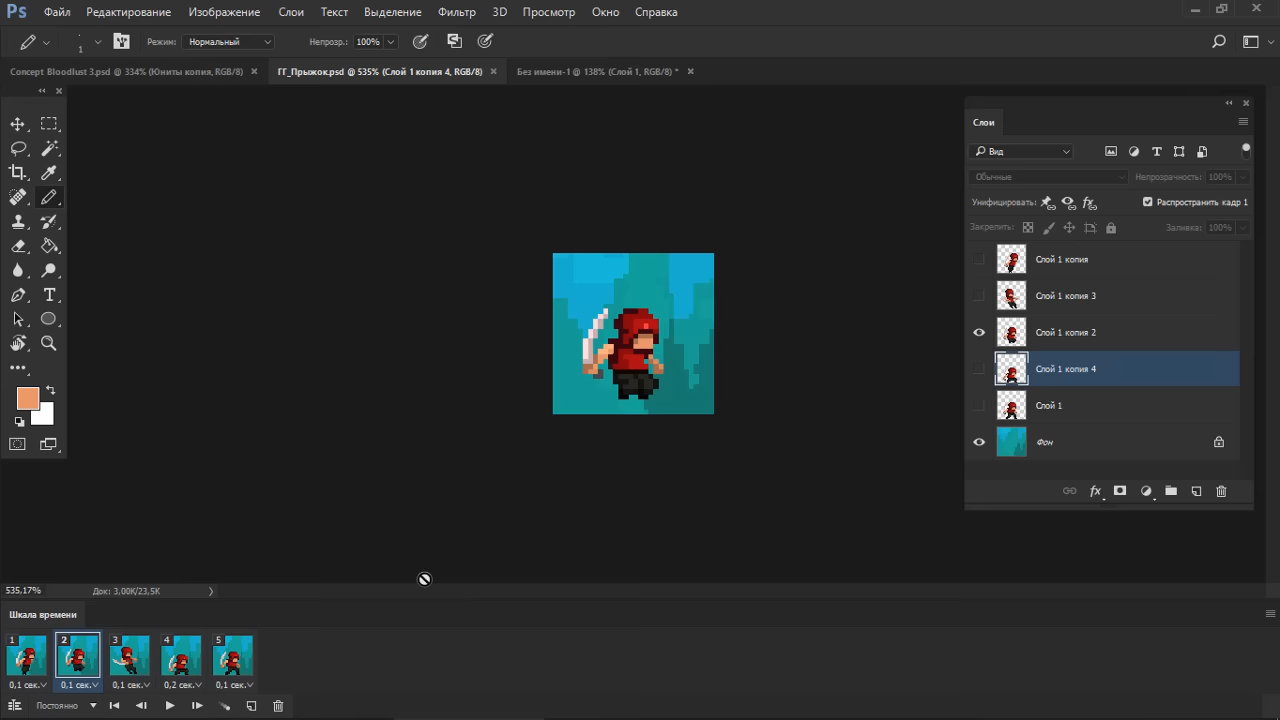 Ps Файл Редактирование Изображение Слои Текст Выделение Фильтр 3D Просмотр Окно Справка
1 Режим: Нормальный Непрозр.: 100%
Concept Bloodlust 3.psd @ 334% (Юниты копия, RGB/8) ГГ_Прыжок.psd @ 535% (Слой 1 копия 4, RGB/8) Без имени-1 @ 138% (Слой 1, RGB/8) *
Слои
Вид
Обычные Непрозрачность: 100%
Унифицировать: Распространить кадр 1
Закрепить: Заливка: 100%
Слой 1 копия
Слой 1 копия 3
Слой 1 копия 2
Слой 1 копия 4
Слой 1
Фон
fx
535,17% Док: 3,00K/23,5K
Шкала времени
1 2 3 4 5
0,1 сек. 0,1 сек. 0,1 сек. 0,2 сек. 0,1 сек.
Постоянно